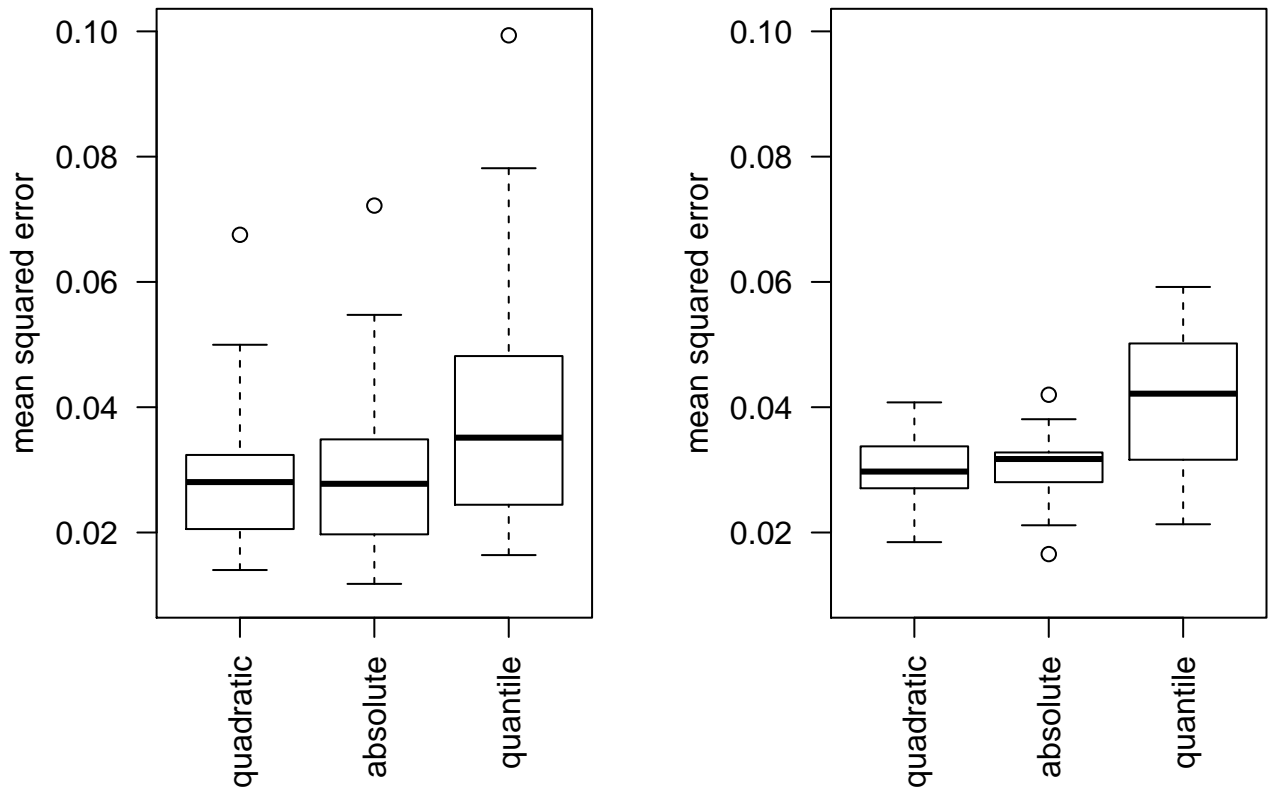 mean squared error
0.10
0.08
0.06
0.04
0.02
quadratic
absolute
quantile
mean squared error
0.10
0.08
0.06
0.04
0.02
quadratic
absolute
quantile